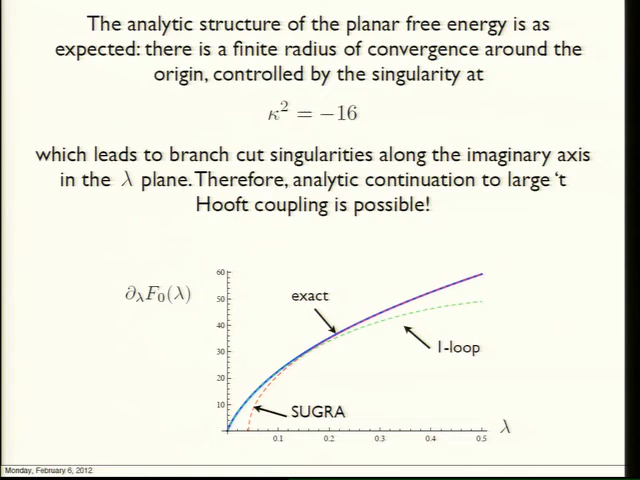 The analytic structure of the planar free energy is as
expected: there is a finite radius of convergence around the
origin, controlled by the singularity at
κ² = −16
which leads to branch cut singularities along the imaginary axis
in the λ plane. Therefore, analytic continuation to large 't
Hooft coupling is possible!
∂λF₀(λ)
60
50
40
30
20
10
exact
1-loop
SUGRA
0.1
0.2
0.3
0.4
0.5
λ
Monday, February 6, 2012